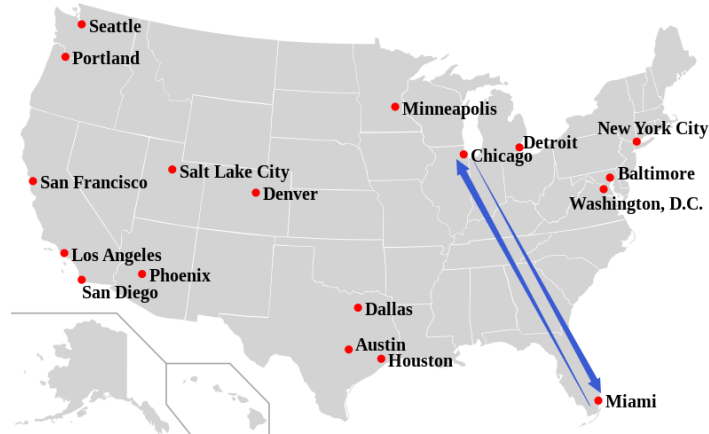 Seattle
Portland
Minneapolis
New York City
Detroit
Chicago
Salt Lake City
Baltimore
San Francisco
Denver
Washington, D.C.
Los Angeles
Phoenix
San Diego
Dallas
Austin
Houston
Miami